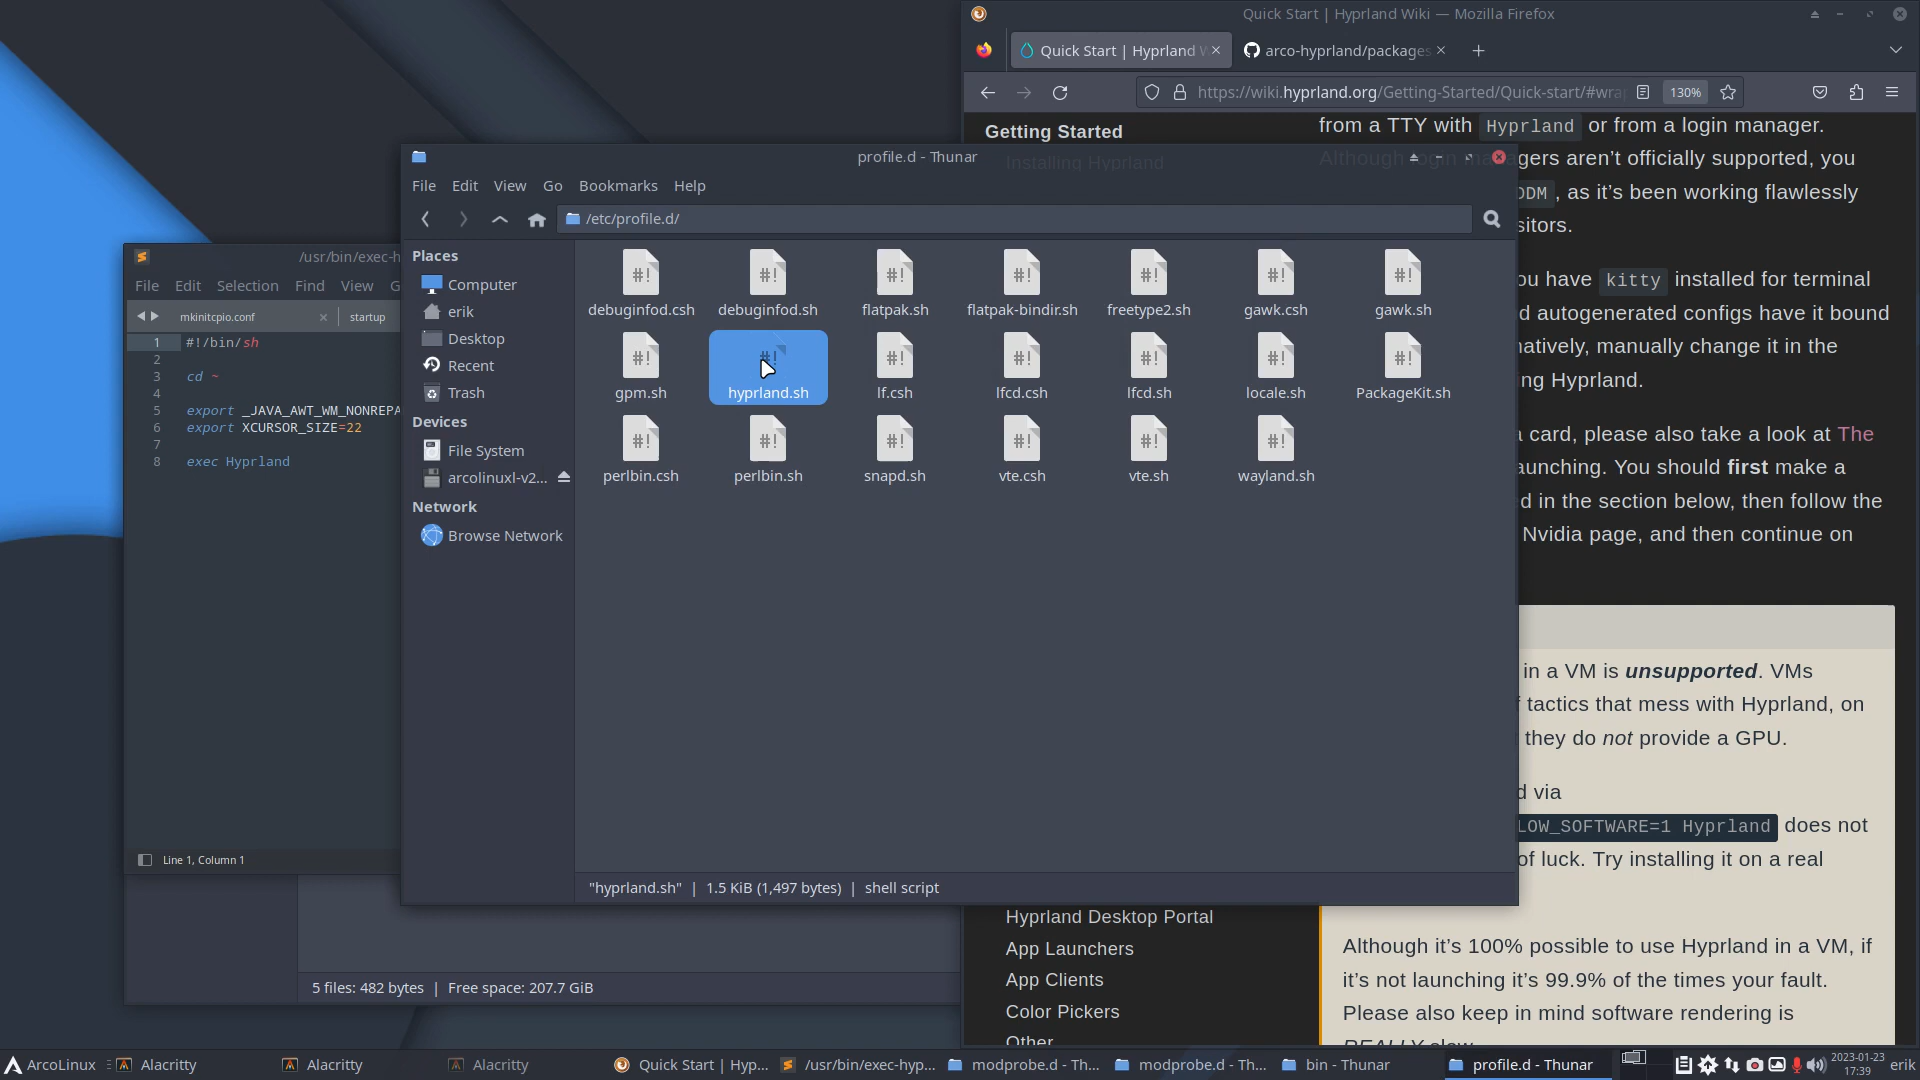 Quick Start | Hyprland Wiki — Mozilla Firefox
Quick Start | Hyprland W
arco-hyprland/packages
https://wiki.hyprland.org/Getting-Started/Quick-start/#wra
130%
Getting Started
Installing Hyprland
from a TTY with Hyprland or from a login manager.
gers aren't officially supported, you
DDM , as it's been working flawlessly
sitors.
ou have kitty installed for terminal
d autogenerated configs have it bound
natively, manually change it in the
ng Hyprland.
a card, please also take a look at The
aunching. You should first make a
d in the section below, then follow the
Nvidia page, and then continue on
in a VM is unsupported. VMs
f tactics that mess with Hyprland, on
they do not provide a GPU.
d via
LOW_SOFTWARE=1 Hyprland does not
of luck. Try installing it on a real
Although it's 100% possible to use Hyprland in a VM, if
it's not launching it's 99.9% of the times your fault.
Please also keep in mind software rendering is
REALLY slow
Hyprland Desktop Portal
App Launchers
App Clients
Color Pickers
Other
profile.d - Thunar
File Edit View Go Bookmarks Help
/etc/profile.d/
Places
Computer
erik
Desktop
Recent
Trash
Devices
File System
arcolinuxl-v2...
Network
Browse Network
debuginfod.csh debuginfod.sh flatpak.sh flatpak-bindir.sh freetype2.sh gawk.csh gawk.sh
gpm.sh hyprland.sh lf.csh lfcd.csh lfcd.sh locale.sh PackageKit.sh
perlbin.csh perlbin.sh snapd.sh vte.csh vte.sh wayland.sh
"hyprland.sh" | 1.5 KiB (1,497 bytes) | shell script
/usr/bin/exec-h
File Edit Selection Find View G
mkinitcpio.conf × startup
1 #!/bin/sh
2
3 cd ~
4
5 export _JAVA_AWT_WM_NONREPA
6 export XCURSOR_SIZE=22
7
8 exec Hyprland
Line 1, Column 1
5 files: 482 bytes | Free space: 207.7 GiB
ArcoLinux
Alacritty
Alacritty
Alacritty
Quick Start | Hyp...
/usr/bin/exec-hyp...
modprobe.d - Th...
modprobe.d - Th...
bin - Thunar
profile.d - Thunar
2023-01-23
17:39
erik